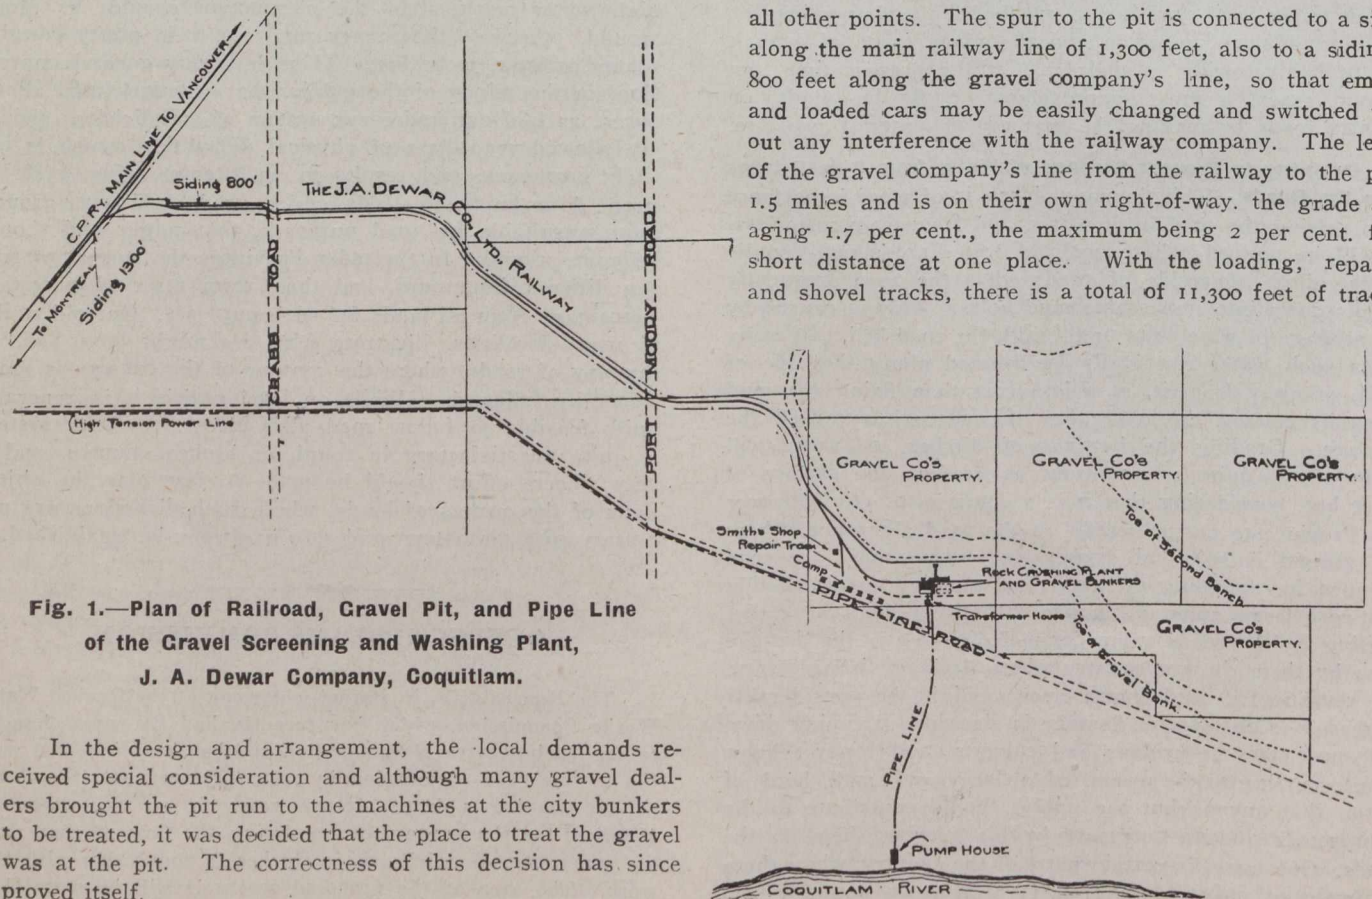 C.P. RY. MAIN LINE TO VANCOUVER
Siding 800'
THE J.A. DEWAR CO. LTD., RAILWAY
TO MONTREAL
Siding 1300'
CRABB ROAD
PORT MOODY ROAD
High Tension Power Line
Fig. 1.—Plan of Railroad, Gravel Pit, and Pipe Line
of the Gravel Screening and Washing Plant,
J. A. Dewar Company, Coquitlam.
In the design and arrangement, the local demands re-
ceived special consideration and although many gravel deal-
ers brought the pit run to the machines at the city bunkers
to be treated, it was decided that the place to treat the gravel
was at the pit. The correctness of this decision has since
proved itself.
all other points. The spur to the pit is connected to a s
along the main railway line of 1,300 feet, also to a sidin
800 feet along the gravel company's line, so that em
and loaded cars may be easily changed and switched
out any interference with the railway company. The le
of the gravel company's line from the railway to the p
1.5 miles and is on their own right-of-way. the grade
aging 1.7 per cent., the maximum being 2 per cent. f
short distance at one place. With the loading, repa
and shovel tracks, there is a total of 11,300 feet of trac
GRAVEL CO'S
PROPERTY.
GRAVEL CO'S
PROPERTY.
GRAVEL CO'S
PROPERTY.
Toe of Second Bench
Smith's Shop
Repair Track
Camp
ROCK CRUSHING PLANT
AND GRAVEL BUNKERS
PIPE LINE ROAD
Transformer House
Toe of Gravel Bank
GRAVEL CO'S
PROPERTY.
PIPE LINE
PUMP HOUSE
COQUITLAM RIVER